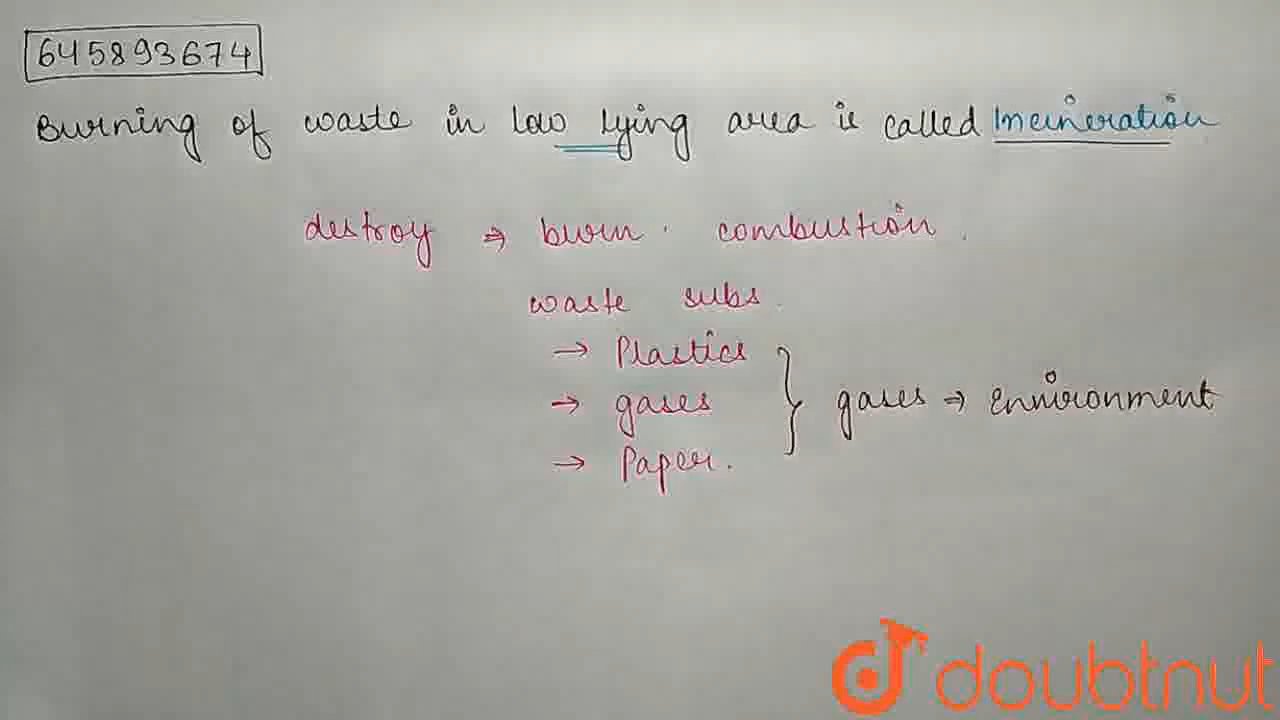 645893674
Burning of waste in low lying area is called Incineration
destroy ⇒ burn. combustion.
waste subs.
→ Plastics
→ gases
→ Paper.
gases ⇒ Environment
doubtnut